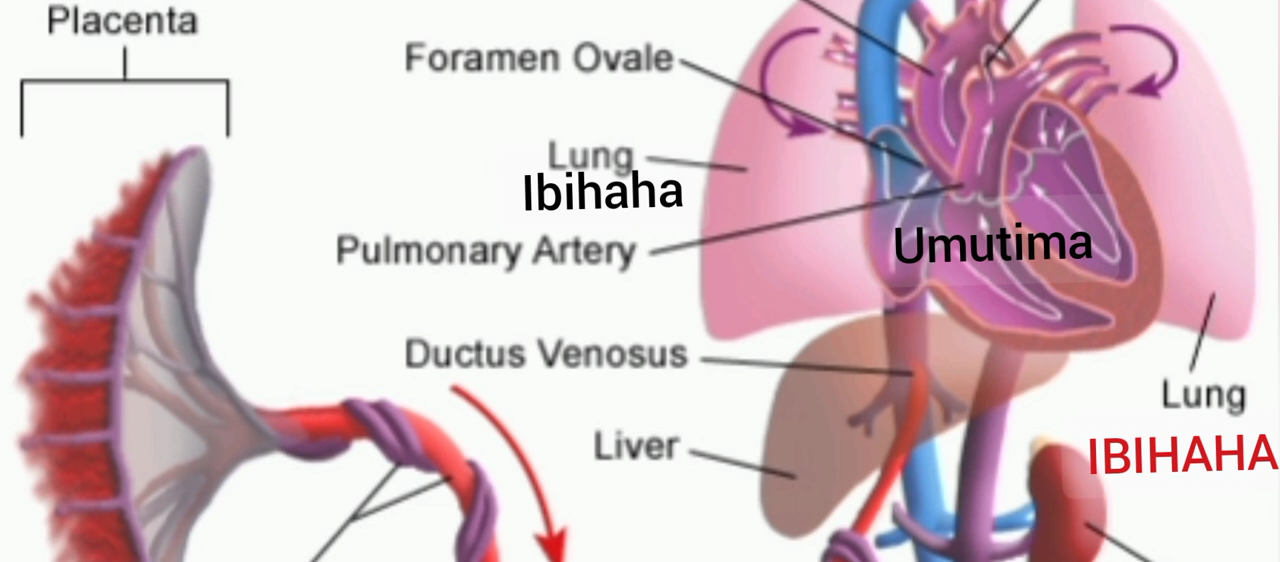 Placenta
Foramen Ovale
Lung
Ibihaha
Pulmonary Artery
Umutima
Ductus Venosus
Lung
Liver
IBIHAHA